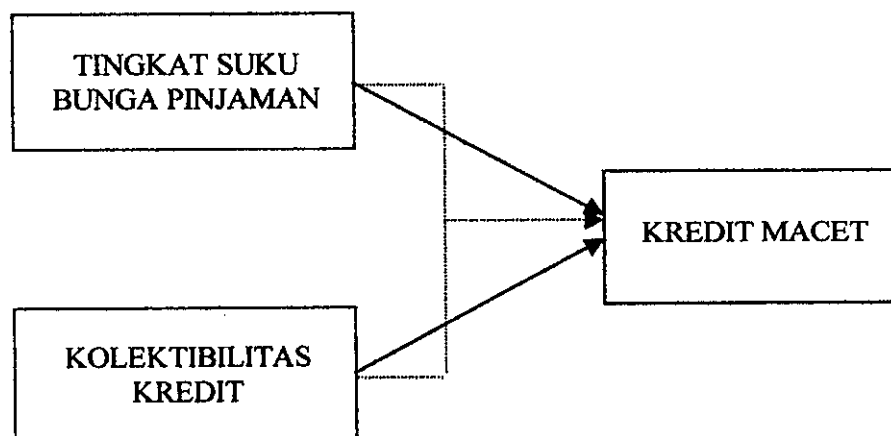 TINGKAT SUKU
BUNGA PINJAMAN
KREDIT MACET
KOLEKTIBILITAS
KREDIT